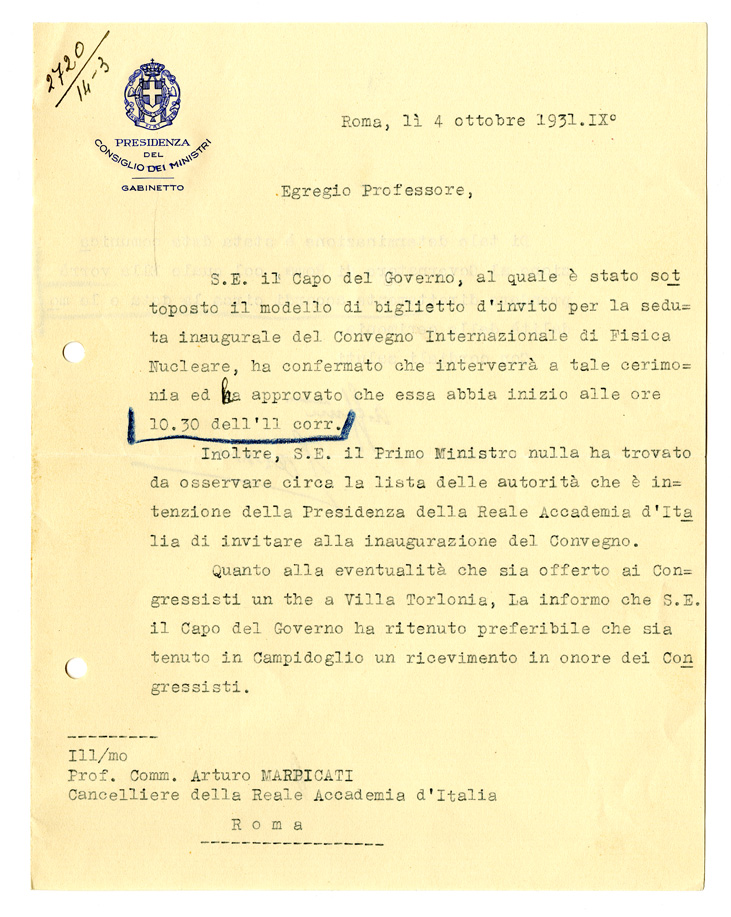 2720
14-3
PRESIDENZA
DEL
CONSIGLIO DEI MINISTRI
GABINETTO
Roma, lì 4 ottobre 1931.IX°
Egregio Professore,
S.E. il Capo del Governo, al quale è stato sot
toposto il modello di biglietto d'invito per la sedu=
ta inaugurale del Convegno Internazionale di Fisica
Nucleare, ha confermato che interverrà a tale cerimo=
nia ed ha approvato che essa abbia inizio alle ore
10.30 dell'11 corr.
Inoltre, S.E. il Primo Ministro nulla ha trovato
da osservare circa la lista delle autorità che è in=
tenzione della Presidenza della Reale Accademia d'Ita
lia di invitare alla inaugurazione del Convegno.
Quanto alla eventualità che sia offerto ai Con=
gressisti un the a Villa Torlonia, La informo che S.E.
il Capo del Governo ha ritenuto preferibile che sia
tenuto in Campidoglio un ricevimento in onore dei Con
gressisti.
Ill/mo
Prof. Comm. Arturo MARPICATI
Cancelliere della Reale Accademia d'Italia
R o m a